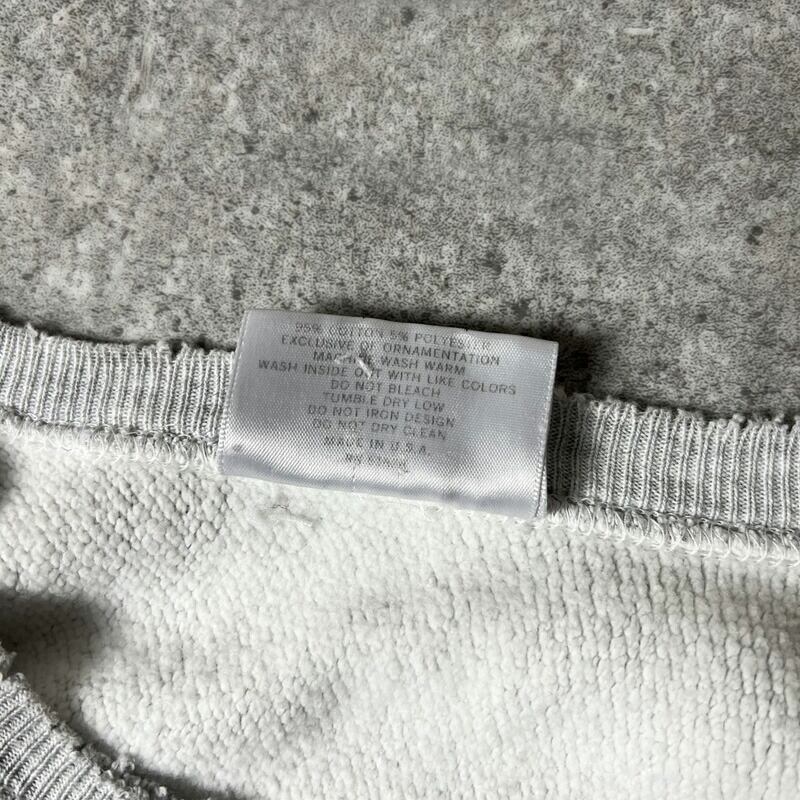 95% COTTON 5% POLYESTER
EXCLUSIVE OF ORNAMENTATION
MACHINE WASH WARM
WASH INSIDE OUT WITH LIKE COLORS
DO NOT BLEACH
TUMBLE DRY LOW
DO NOT IRON DESIGN
DO NOT DRY CLEAN
MADE IN U.S.A.
RN